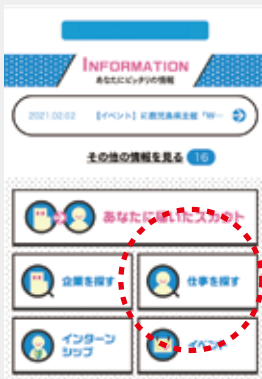 INFORMATION
あなたにピッタリの情報
2021.02.02 【イベント】に鹿児島県主催「W…
その他の情報を見る 16
あなたに届いたスカウト
企業を探す
仕事を探す
インターン
シップ
イベント